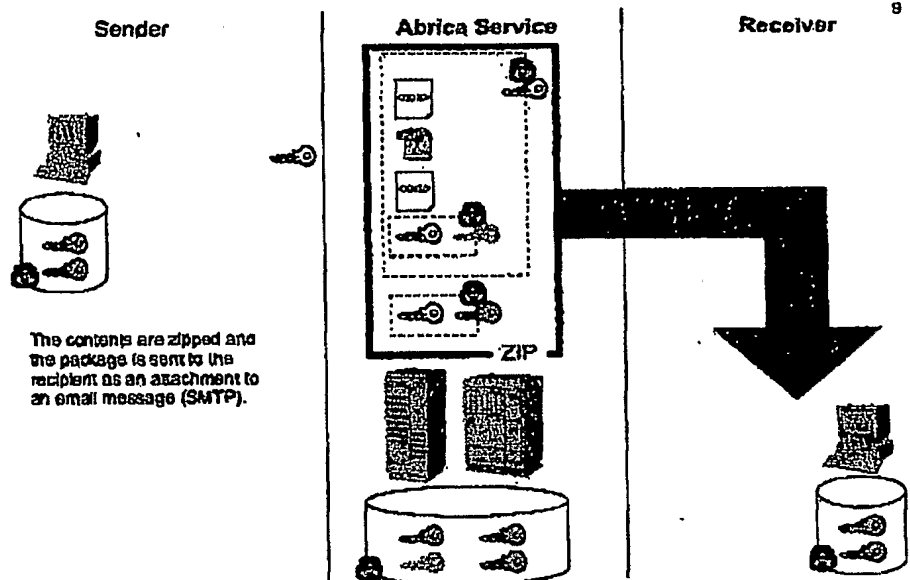 9
Sender
Abrica Service
Receiver
The contents are zipped and
the package is sent to the
recipient as an attachment to
an email message (SMTP).
ZIP